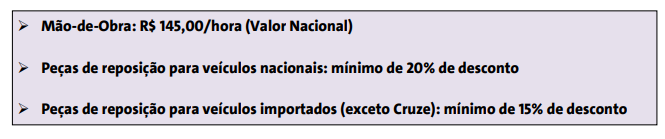 ➢ Mão-de-Obra: R$ 145,00/hora (Valor Nacional)
➢ Peças de reposição para veículos nacionais: mínimo de 20% de desconto
➢ Peças de reposição para veículos importados (exceto Cruze): mínimo de 15% de desconto